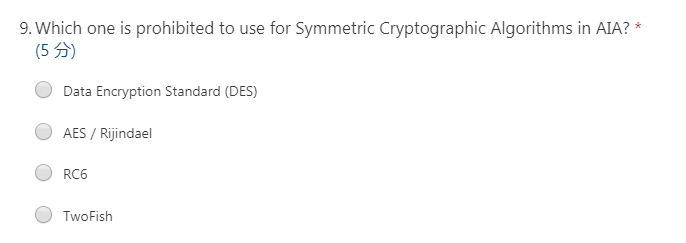 9. Which one is prohibited to use for Symmetric Cryptographic Algorithms in AIA? *
(5 分)
Data Encryption Standard (DES)
AES / Rijindael
RC6
TwoFish